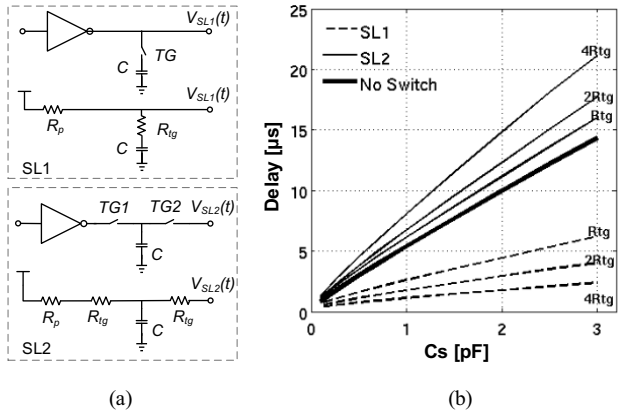 V_SL1(t)
TG
C
V_SL1(t)
R_p
R_tg
C
SL1
TG1
TG2
V_SL2(t)
C
V_SL2(t)
R_p
R_tg
R_tg
C
SL2
(a)
25
20
15
10
5
0
Delay [µs]
SL1
SL2
No Switch
4Rtg
2Rtg
Rtg
Rtg
2Rtg
4Rtg
0
1
2
3
Cs [pF]
(b)